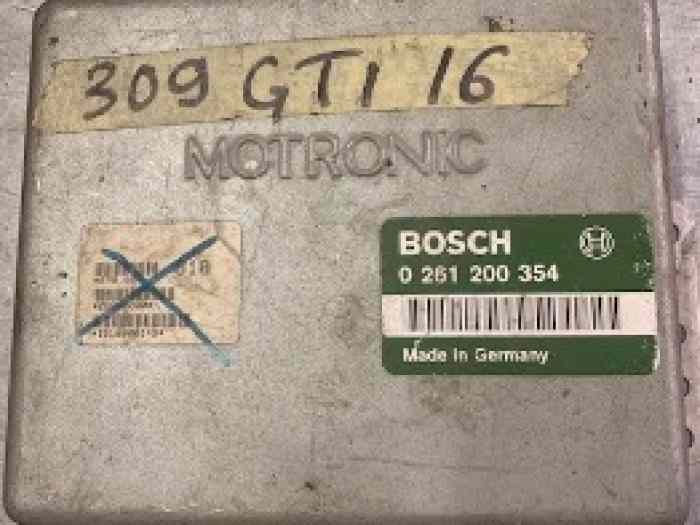 309 GTI 16
MOTRONIC
BOSCH
0 261 200 354
Made in Germany